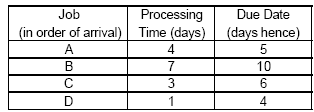 Job Processing Due Date
(in order of arrival) Time (days) (days hence)
A 4 5
B 7 10
C 3 6
D 1 4